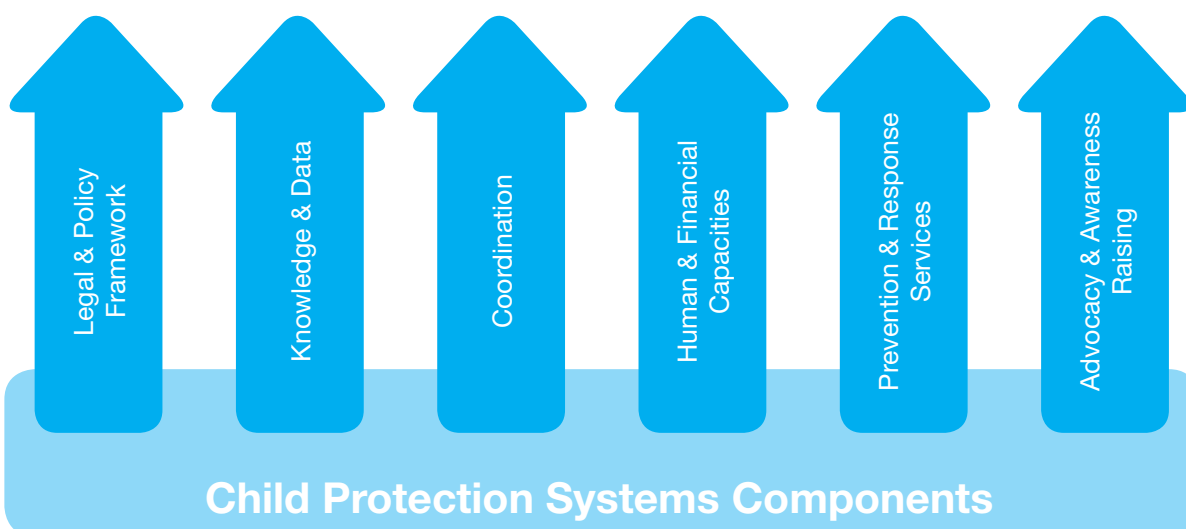 Legal & Policy
Framework
Knowledge & Data
Coordination
Human & Financial
Capacities
Prevention & Response
Services
Advocacy & Awareness
Raising
Child Protection Systems Components